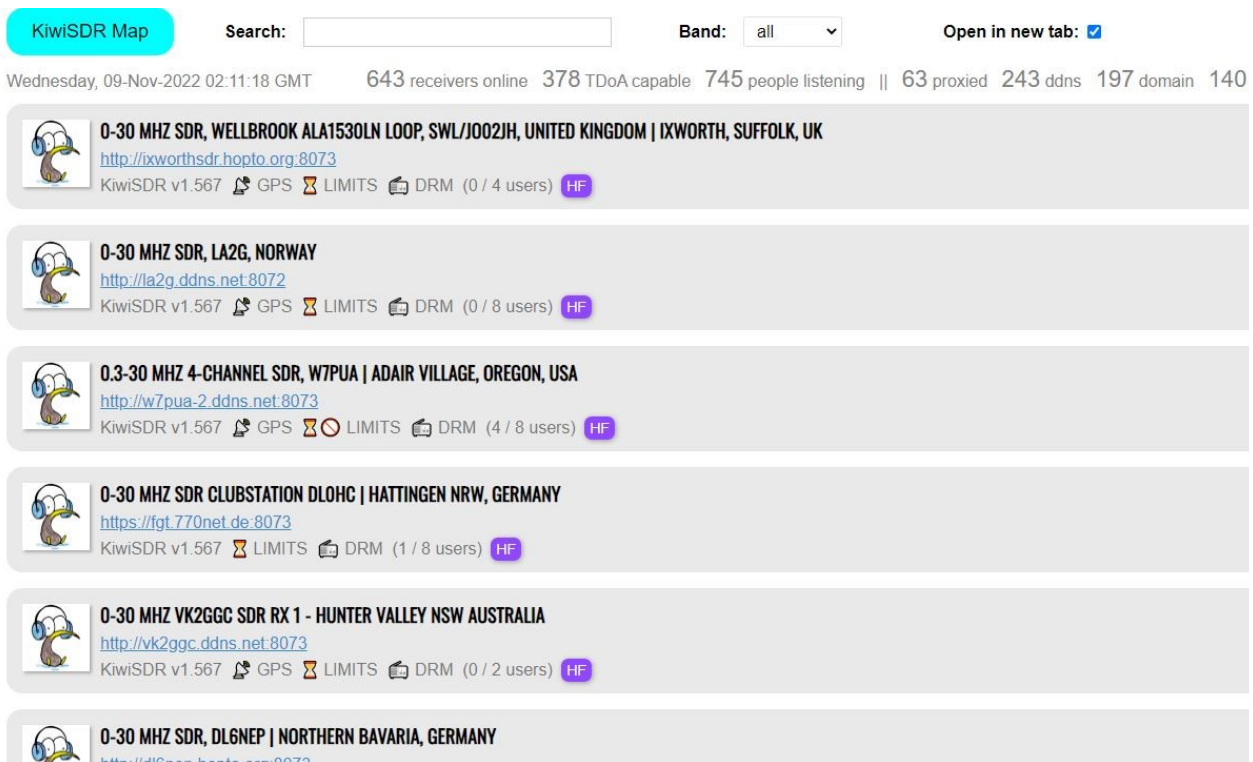 KiwiSDR Map Search: Band: all Open in new tab:
Wednesday, 09-Nov-2022 02:11:18 GMT 643 receivers online 378 TDoA capable 745 people listening || 63 proxied 243 ddns 197 domain 140
0-30 MHZ SDR, WELLBROOK ALA1530LN LOOP, SWL/JO02JH, UNITED KINGDOM | IXWORTH, SUFFOLK, UK
http://ixworthsdr.hopto.org:8073
KiwiSDR v1.567 GPS LIMITS DRM (0 / 4 users) HF
0-30 MHZ SDR, LA2G, NORWAY
http://la2g.ddns.net:8072
KiwiSDR v1.567 GPS LIMITS DRM (0 / 8 users) HF
0.3-30 MHZ 4-CHANNEL SDR, W7PUA | ADAIR VILLAGE, OREGON, USA
http://w7pua-2.ddns.net:8073
KiwiSDR v1.567 GPS LIMITS DRM (4 / 8 users) HF
0-30 MHZ SDR CLUBSTATION DL0HC | HATTINGEN NRW, GERMANY
https://fgt.770net.de:8073
KiwiSDR v1.567 LIMITS DRM (1 / 8 users) HF
0-30 MHZ VK2GGC SDR RX 1 - HUNTER VALLEY NSW AUSTRALIA
http://vk2ggc.ddns.net:8073
KiwiSDR v1.567 GPS LIMITS DRM (0 / 2 users) HF
0-30 MHZ SDR, DL6NEP | NORTHERN BAVARIA, GERMANY